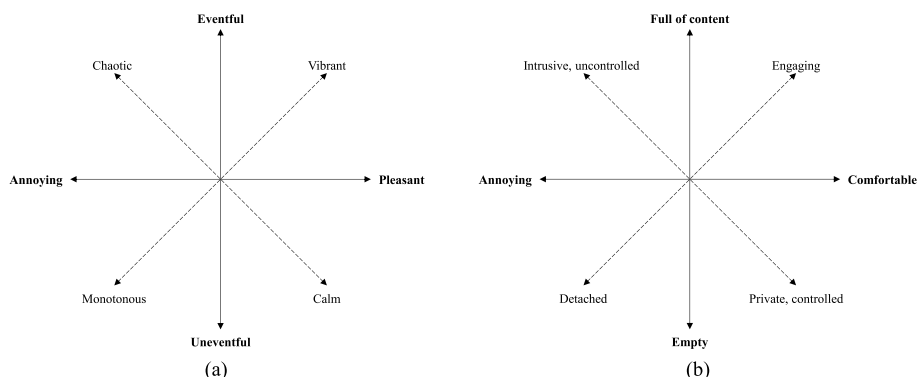 Eventful
Full of content
Chaotic
Vibrant
Intrusive, uncontrolled
Engaging
Annoying
Pleasant
Annoying
Comfortable
Monotonous
Calm
Detached
Private, controlled
Uneventful
Empty
(a)
(b)